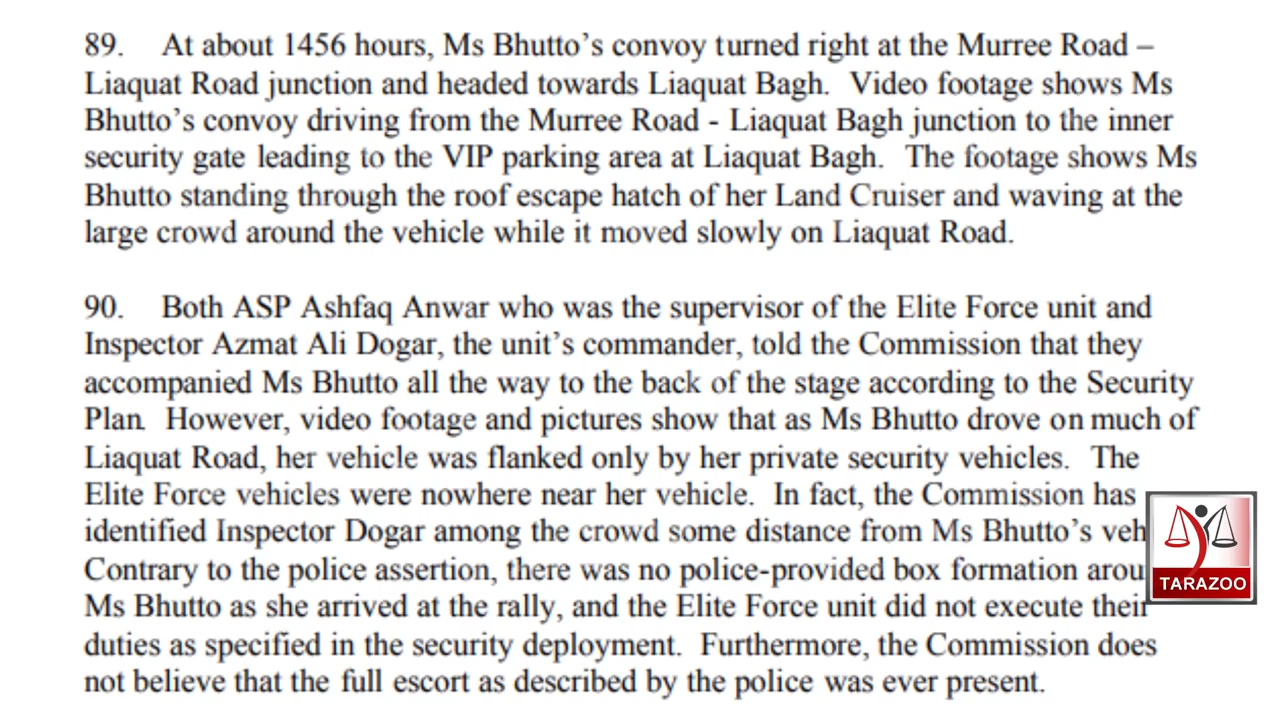 89. At about 1456 hours, Ms Bhutto's convoy turned right at the Murree Road –
Liaquat Road junction and headed towards Liaquat Bagh. Video footage shows Ms
Bhutto's convoy driving from the Murree Road - Liaquat Bagh junction to the inner
security gate leading to the VIP parking area at Liaquat Bagh. The footage shows Ms
Bhutto standing through the roof escape hatch of her Land Cruiser and waving at the
large crowd around the vehicle while it moved slowly on Liaquat Road.
90. Both ASP Ashfaq Anwar who was the supervisor of the Elite Force unit and
Inspector Azmat Ali Dogar, the unit's commander, told the Commission that they
accompanied Ms Bhutto all the way to the back of the stage according to the Security
Plan. However, video footage and pictures show that as Ms Bhutto drove on much of
Liaquat Road, her vehicle was flanked only by her private security vehicles. The
Elite Force vehicles were nowhere near her vehicle. In fact, the Commission has
identified Inspector Dogar among the crowd some distance from Ms Bhutto's veh
Contrary to the police assertion, there was no police-provided box formation arou
Ms Bhutto as she arrived at the rally, and the Elite Force unit did not execute their
duties as specified in the security deployment. Furthermore, the Commission does
not believe that the full escort as described by the police was ever present.
TARAZOO